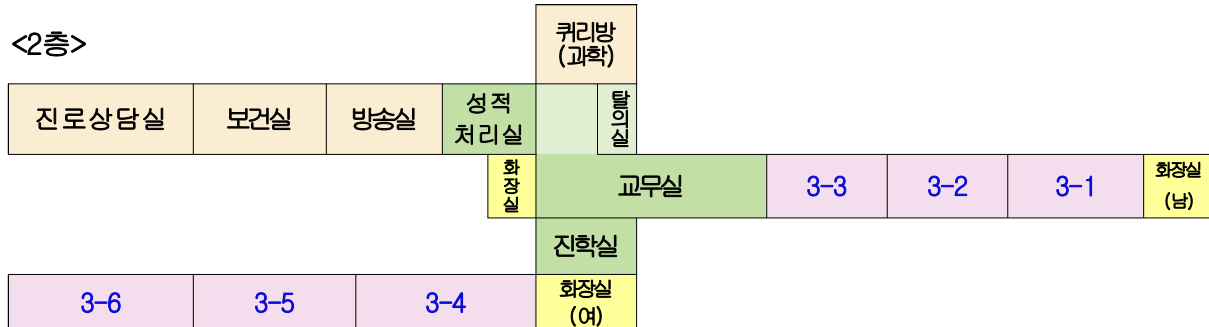 <2층>
퀴리방
(과학)
진로상담실
보건실
방송실
성적
처리실
탈의실
화장실
교무실
3-3
3-2
3-1
화장실
(남)
진학실
3-6
3-5
3-4
화장실
(여)